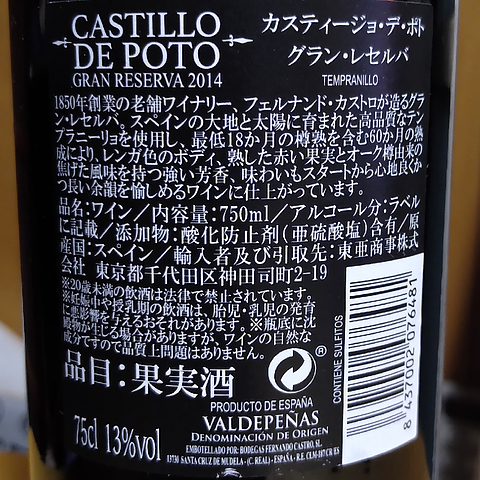 CASTILLO
DE POTO
GRAN RESERVA 2014
カスティージョ・デ・ポト
グラン・レセルバ
TEMPRANILLO
1850年創業の老舗ワイナリー、フェルナンド・カストロが造るグラ
ン・レセルバ。スペインの大地と太陽に育まれた高品質なテン
プラニーリョを使用し、最低18か月の樽熟を含む60か月の熟
成により、レンガ色のボディ、熟した赤い果実とオーク樽由来の
焦げた風味を持つ強い芳香、味わいもスタートから心地良くか
つ長い余韻を愉しめるワインに仕上がっています。
品名:ワイン/内容量:750ml/アルコール分:ラベル
に記載/添加物:酸化防止剤(亜硫酸塩)含有/原
産国:スペイン/輸入者及び引取先:東亜商事株式
会社 東京都千代田区神田司町2-19
※20歳未満の飲酒は法律で禁止されています。
※妊娠中や授乳期の飲酒は、胎児・乳児の発育
に悪影響を与えるおそれがあります。※瓶底に沈
殿物が生じる場合がありますが、ワインの自然な
成分ですので品質上問題はありません。
品目:果実酒
75cl 13%vol
PRODUCTO DE ESPAÑA
VALDEPEÑAS
DENOMINACIÓN DE ORIGEN
EMBOTELLADO POR: BODEGAS FERNANDO CASTRO, SL.
13730 SANTA CRUZ DE MUDELA - (C. REAL) - ESPAÑA - R.E. CLM-187/CR ES
CONTIENE SULFITOS
8 437002 076481